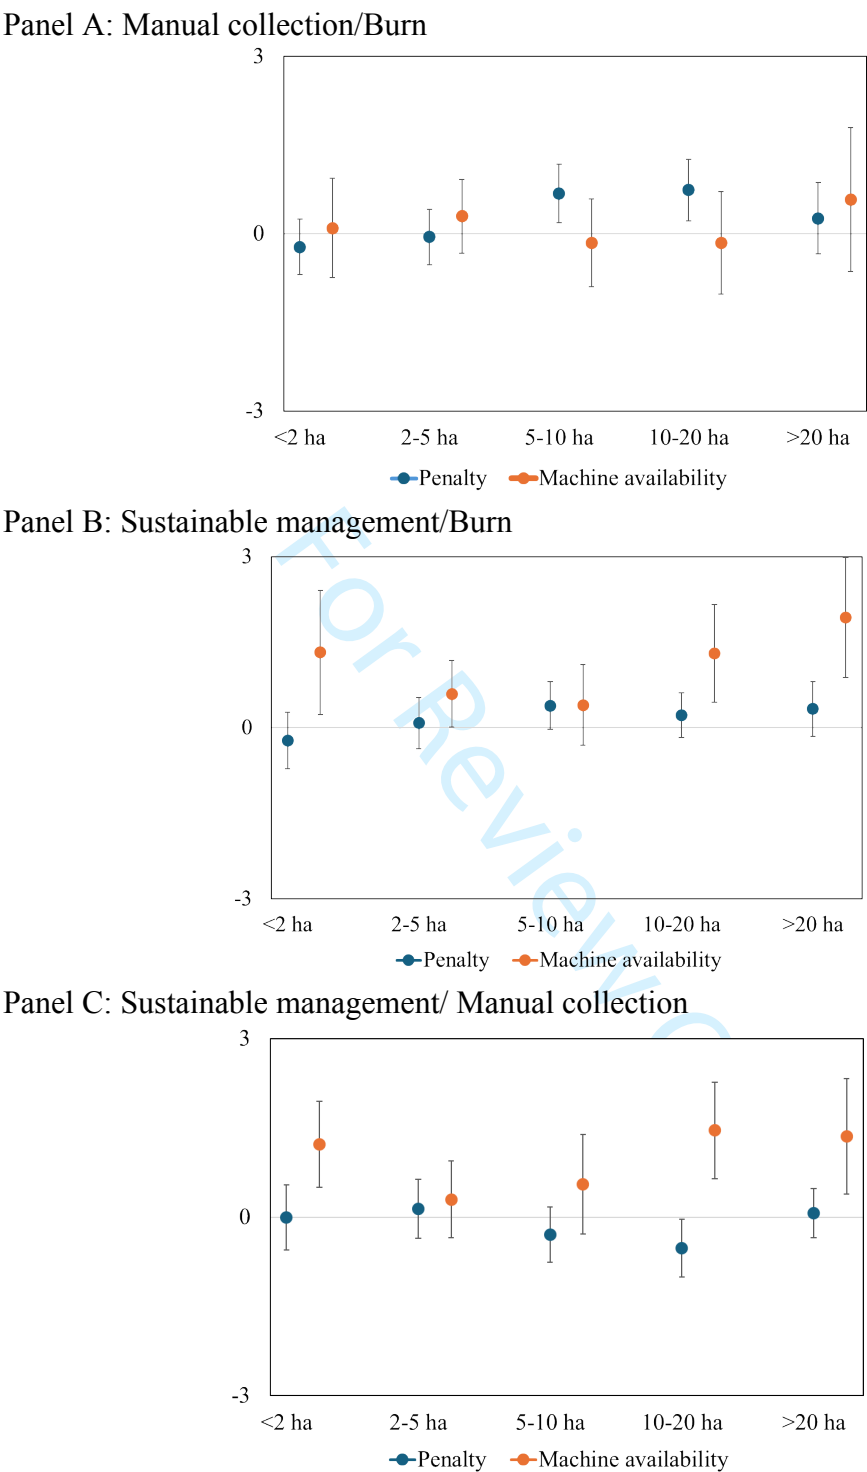 Panel A: Manual collection/Burn
3
0
-3
<2 ha 2-5 ha 5-10 ha 10-20 ha >20 ha
Penalty Machine availability
Panel B: Sustainable management/Burn
3
0
-3
<2 ha 2-5 ha 5-10 ha 10-20 ha >20 ha
Penalty Machine availability
Panel C: Sustainable management/ Manual collection
3
0
-3
<2 ha 2-5 ha 5-10 ha 10-20 ha >20 ha
Penalty Machine availability
For Review